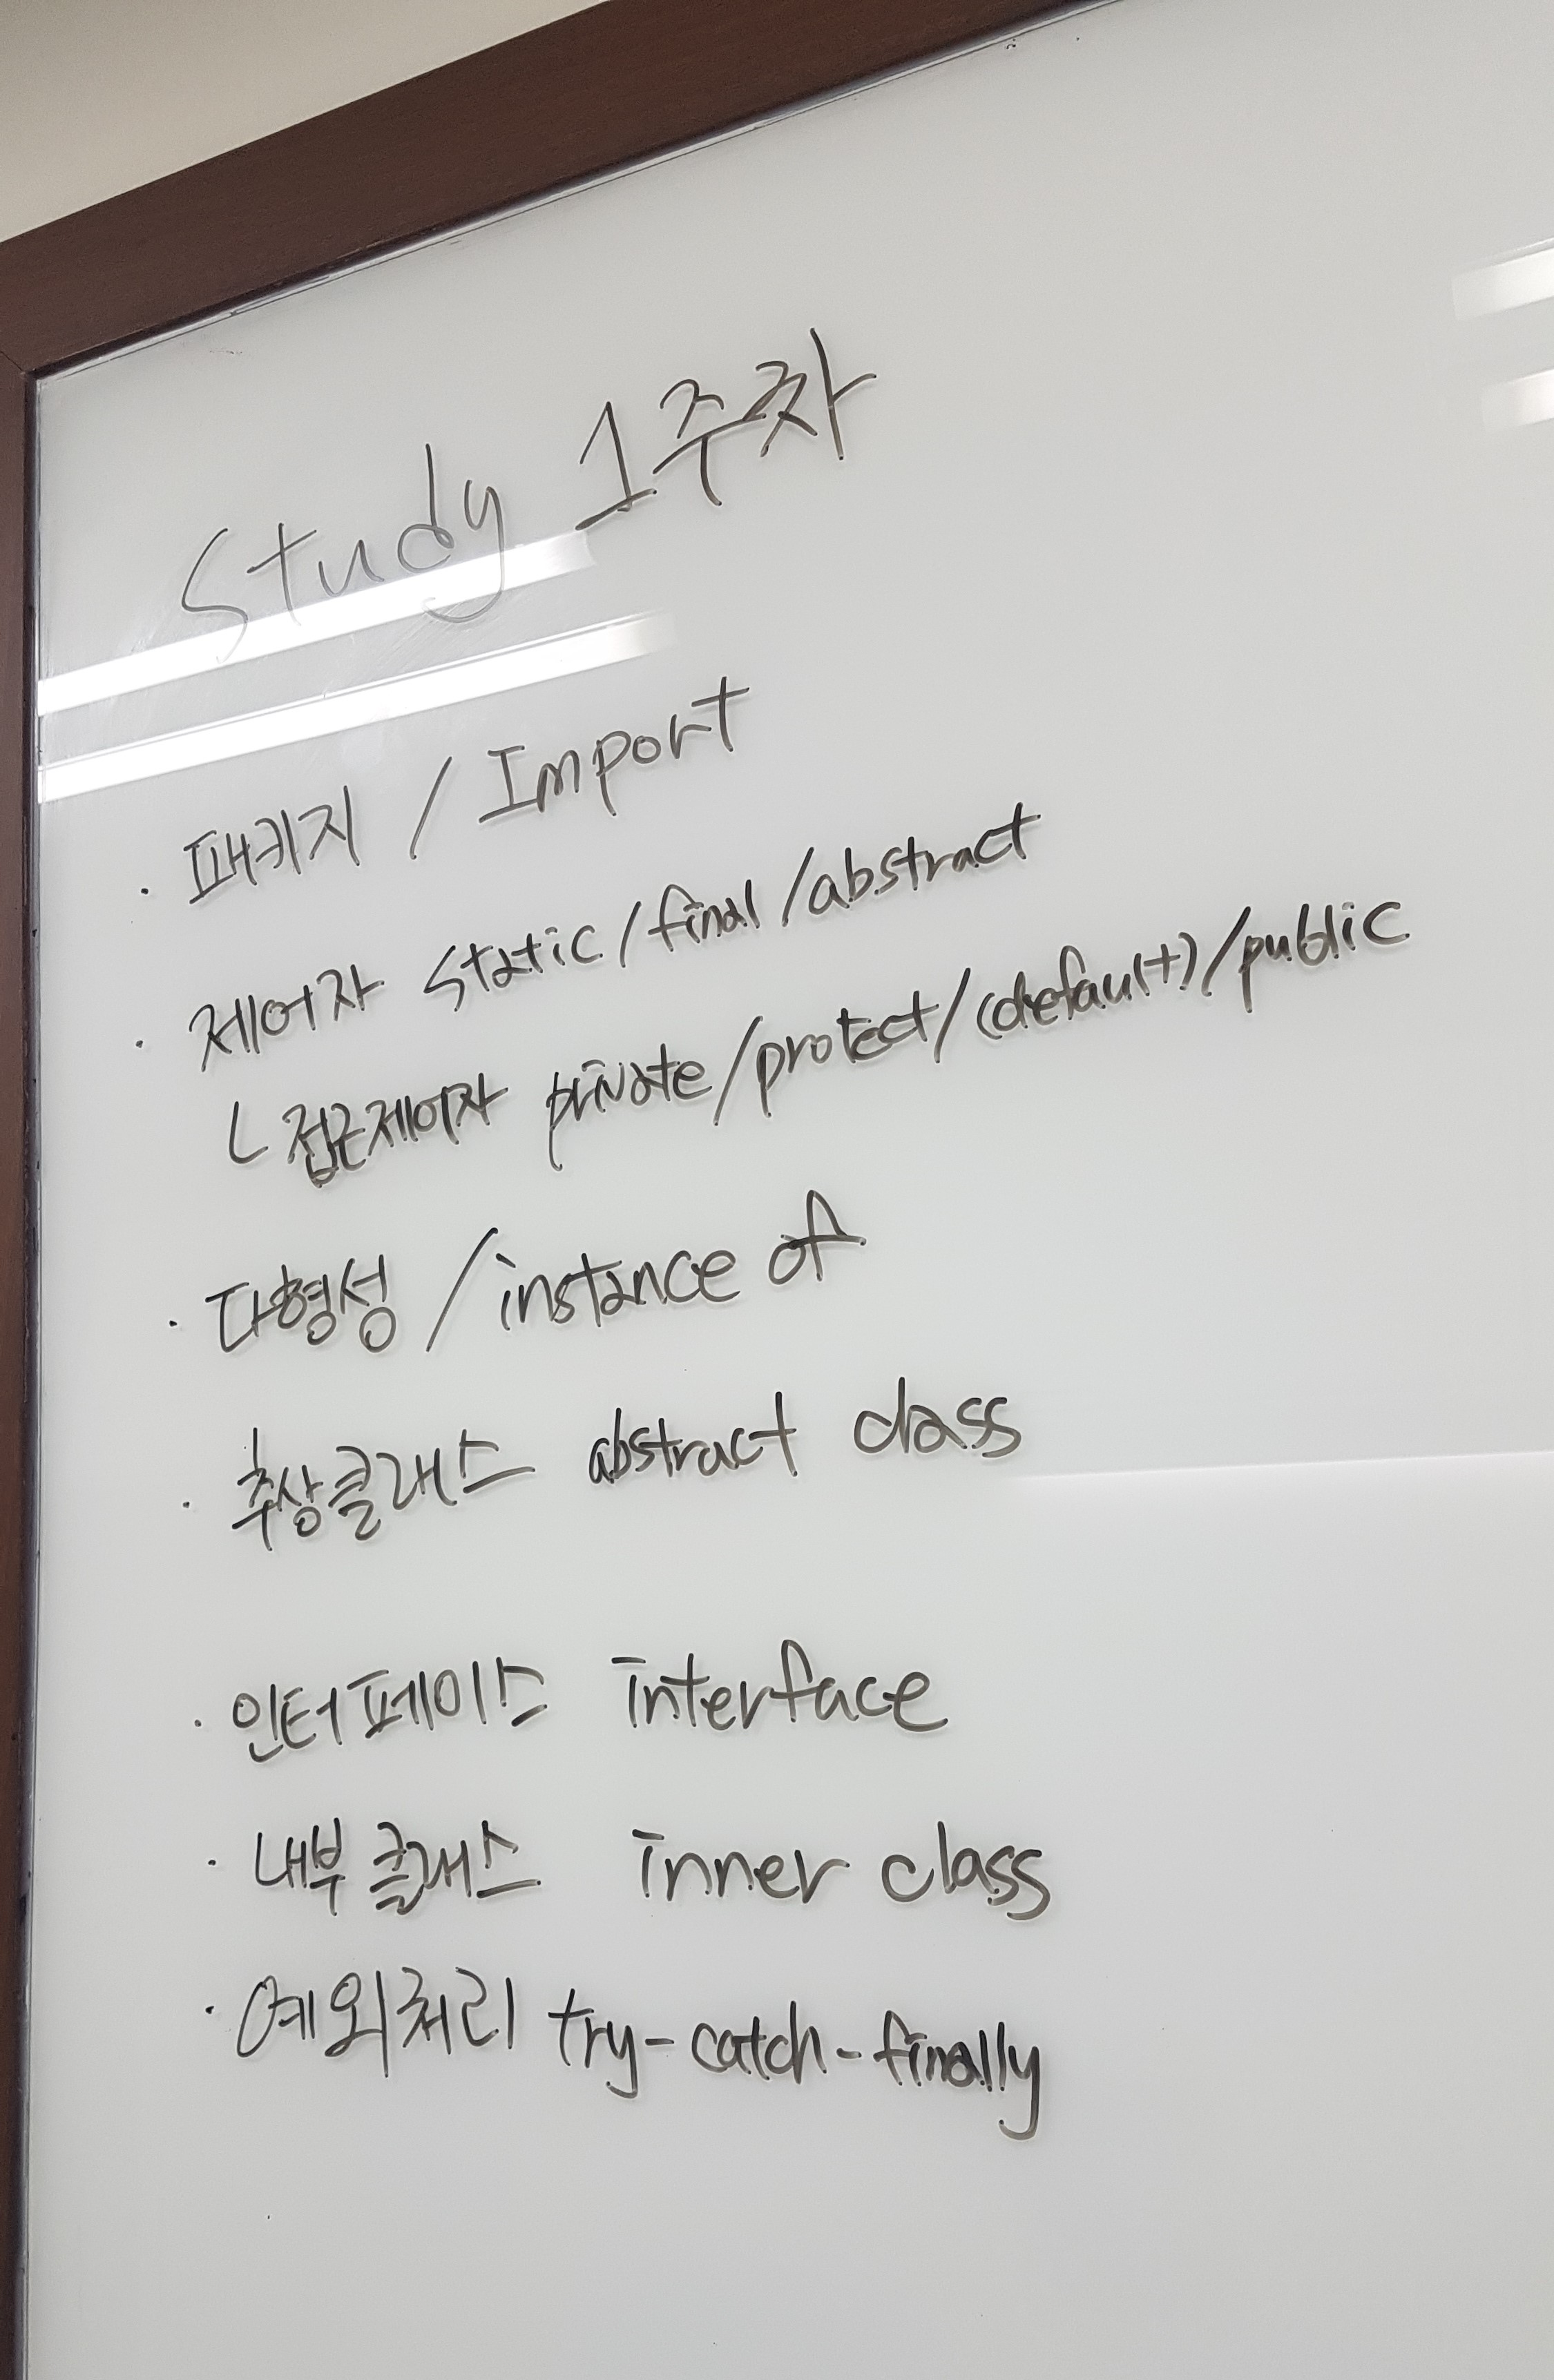 Study 1주차
· 패키지 / Import
· 제어자 static/final/abstract
ㄴ 접근제어자 private/protect/(default)/public
· 다형성 / instance of
· 추상클래스 abstract class
· 인터페이스 interface
· 내부 클래스 inner class
· 예외처리 try-catch-finally